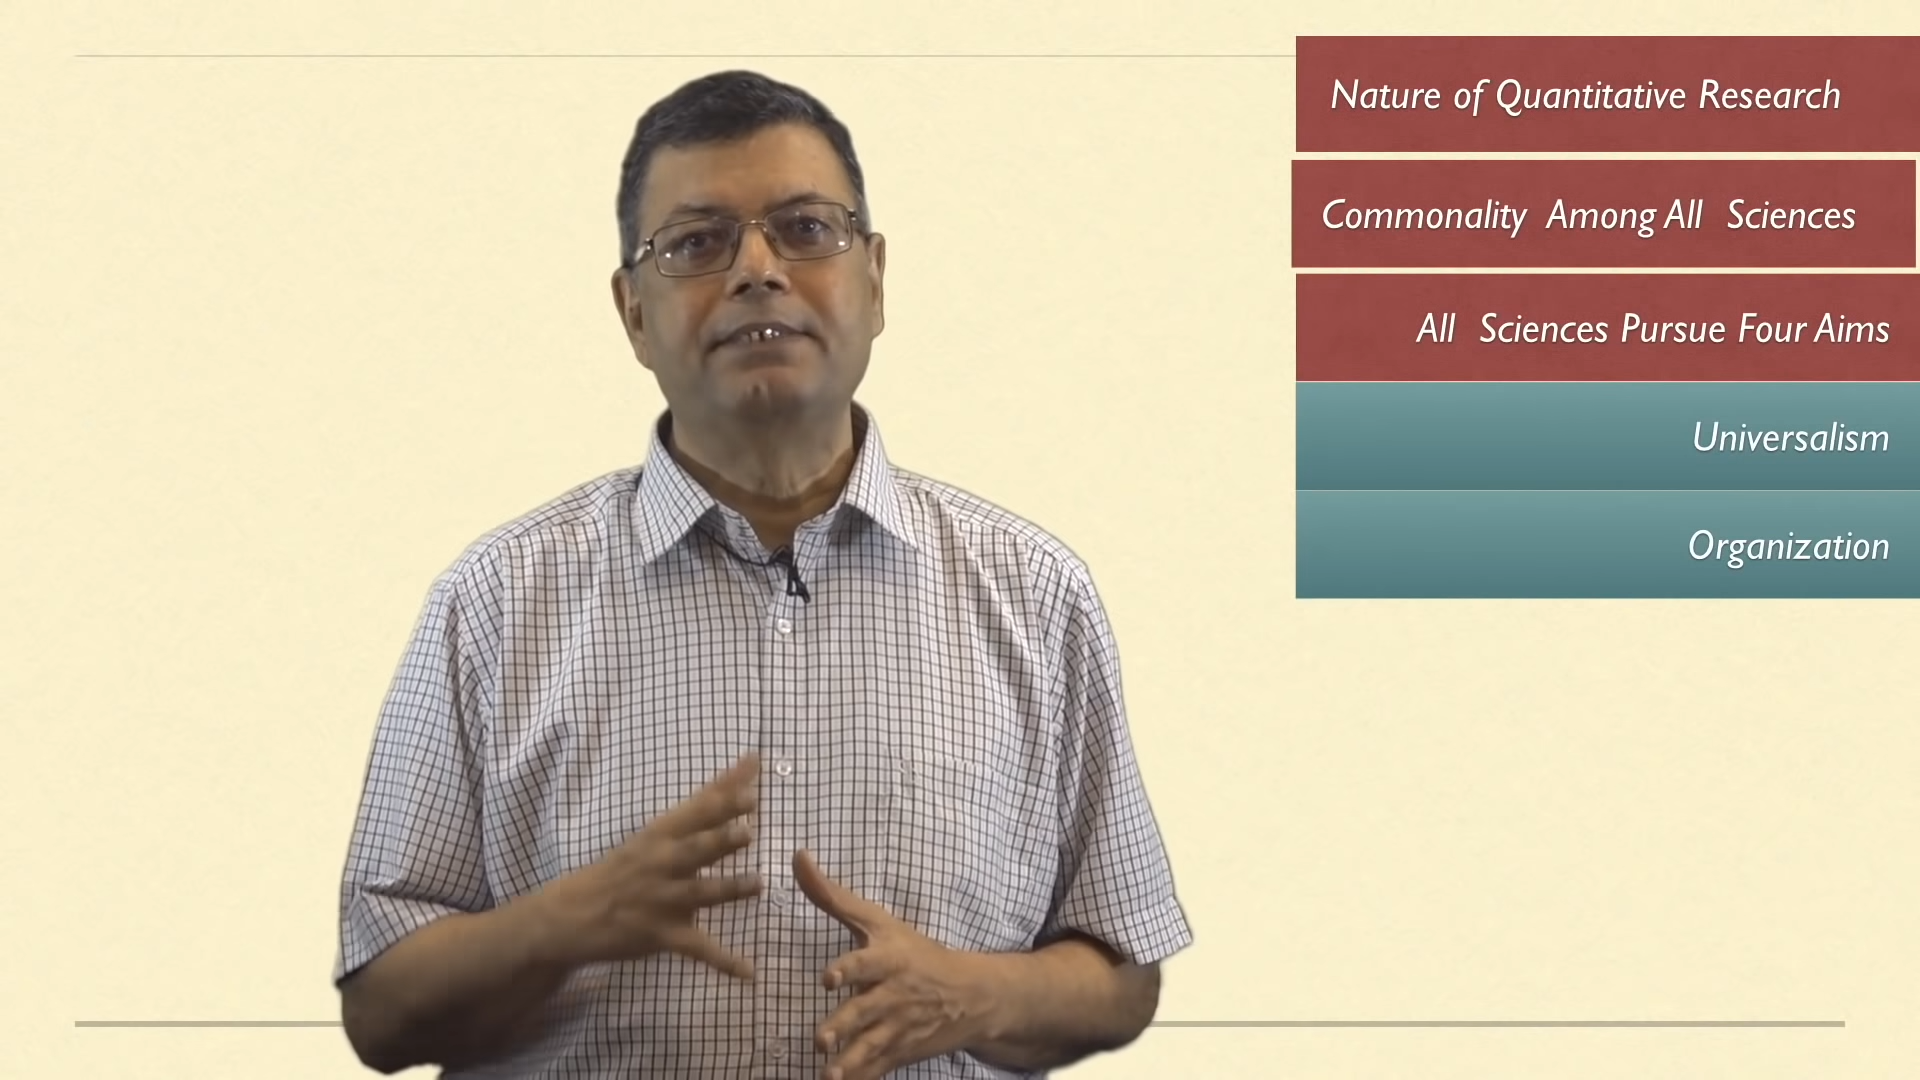 Nature of Quantitative Research
Commonality Among All Sciences
All Sciences Pursue Four Aims
Universalism
Organization